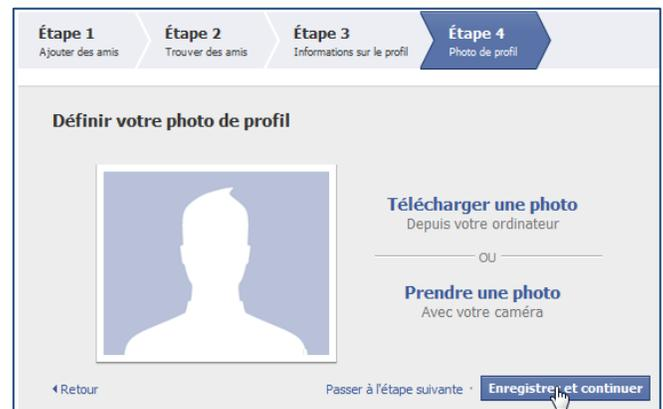 Étape 1
Ajouter des amis
Étape 2
Trouver des amis
Étape 3
Informations sur le profil
Étape 4
Photo de profil
Définir votre photo de profil
Télécharger une photo
Depuis votre ordinateur
OU
Prendre une photo
Avec votre caméra
Retour
Passer à l'étape suivante ·
Enregistrer et continuer